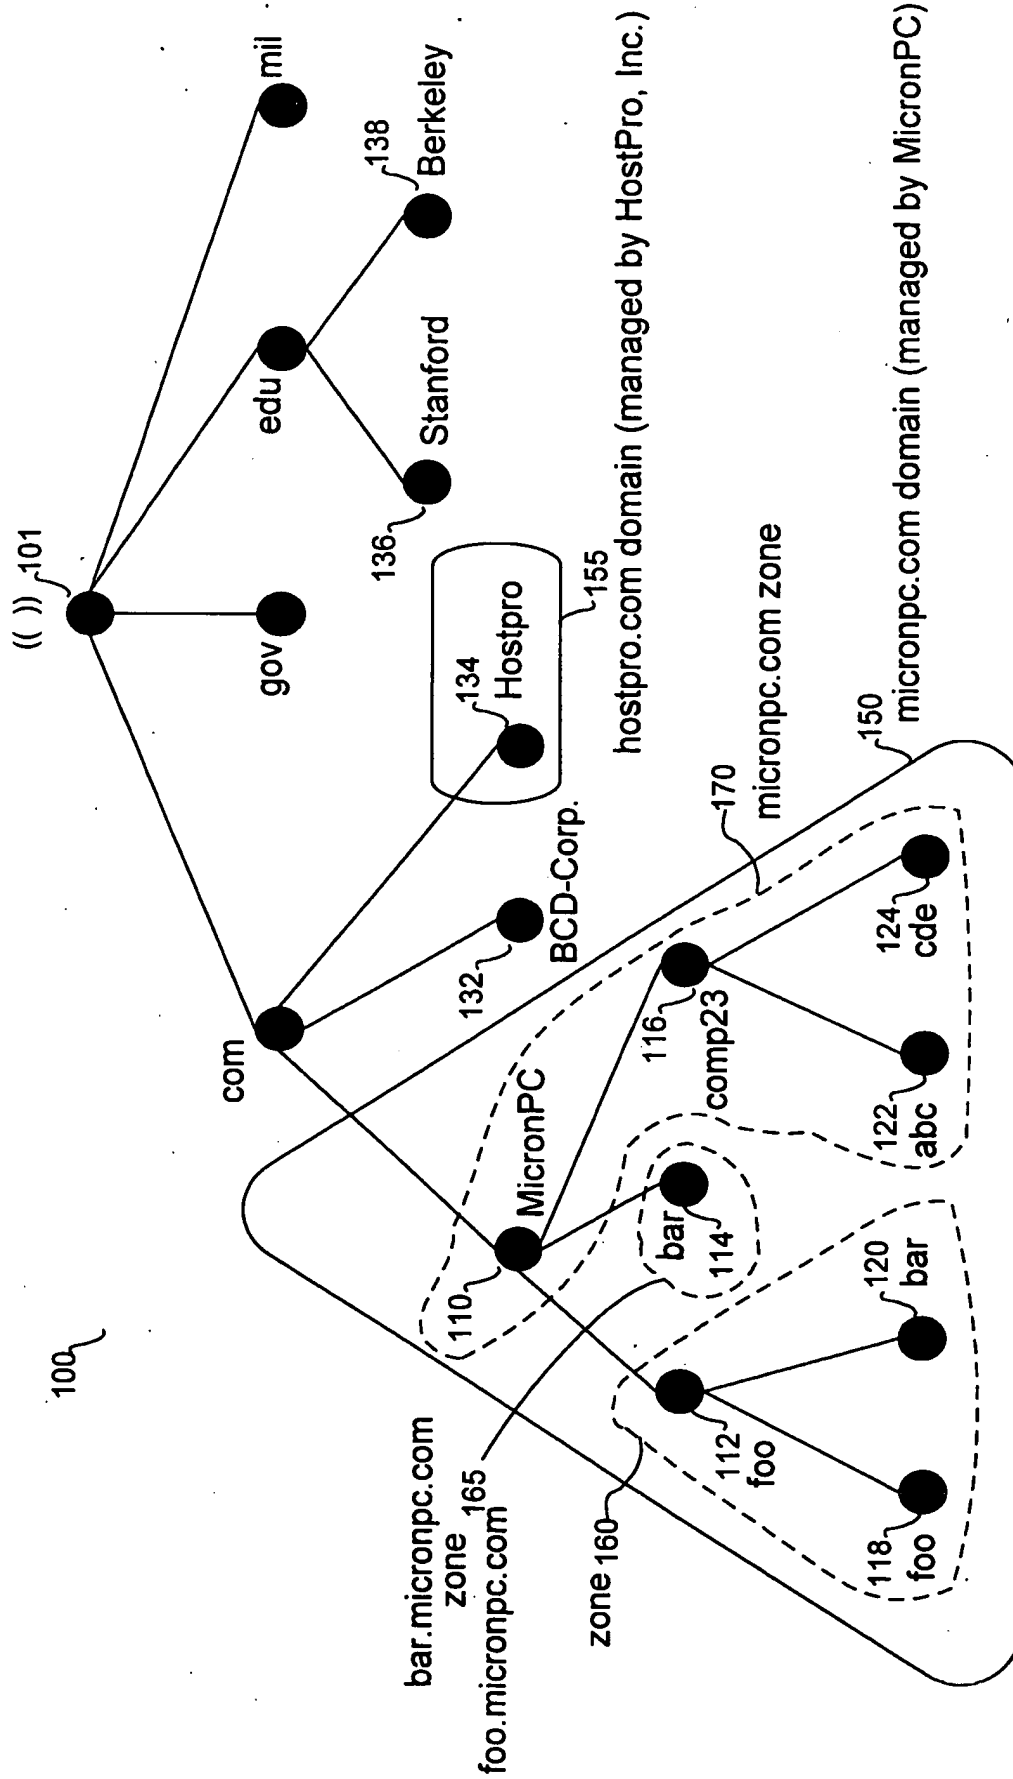 100
(( ))
101
com
gov
edu
mil
110
MicronPC
132
BCD-Corp.
134
Hostpro
155
136
Stanford
138
Berkeley
hostpro.com domain (managed by HostPro, Inc.)
bar.micronpc.com
zone 165
foo.micronpc.com
zone 160
112
foo
bar
114
116
comp23
170
micronpc.com zone
118
foo
120
bar
122
abc
124
cde
150
micronpc.com domain (managed by MicronPC)